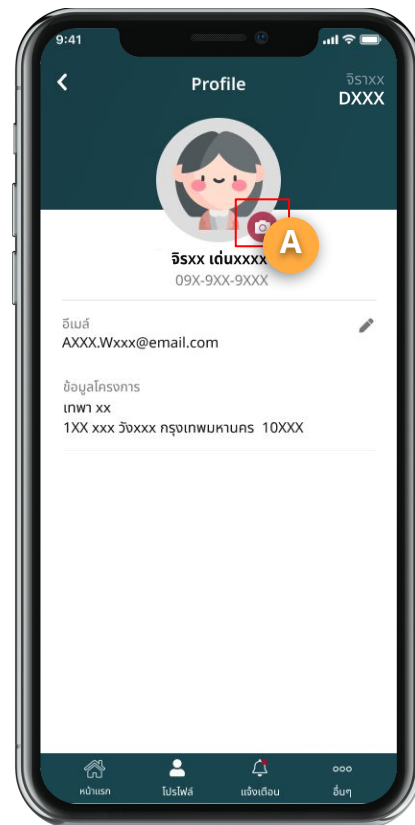 9:41
Profile
จิราxx
DXXX
A
จิรxx เด่นxxxx
09X-9XX-9XXX
อีเมล์
AXXX.Wxxx@email.com
ข้อมูลโครงการ
เทพา xx
1XX xxx วังxxx กรุงเทพมหานคร 10XXX
หน้าแรก
โปรไฟล์
แจ้งเตือน
อื่นๆ